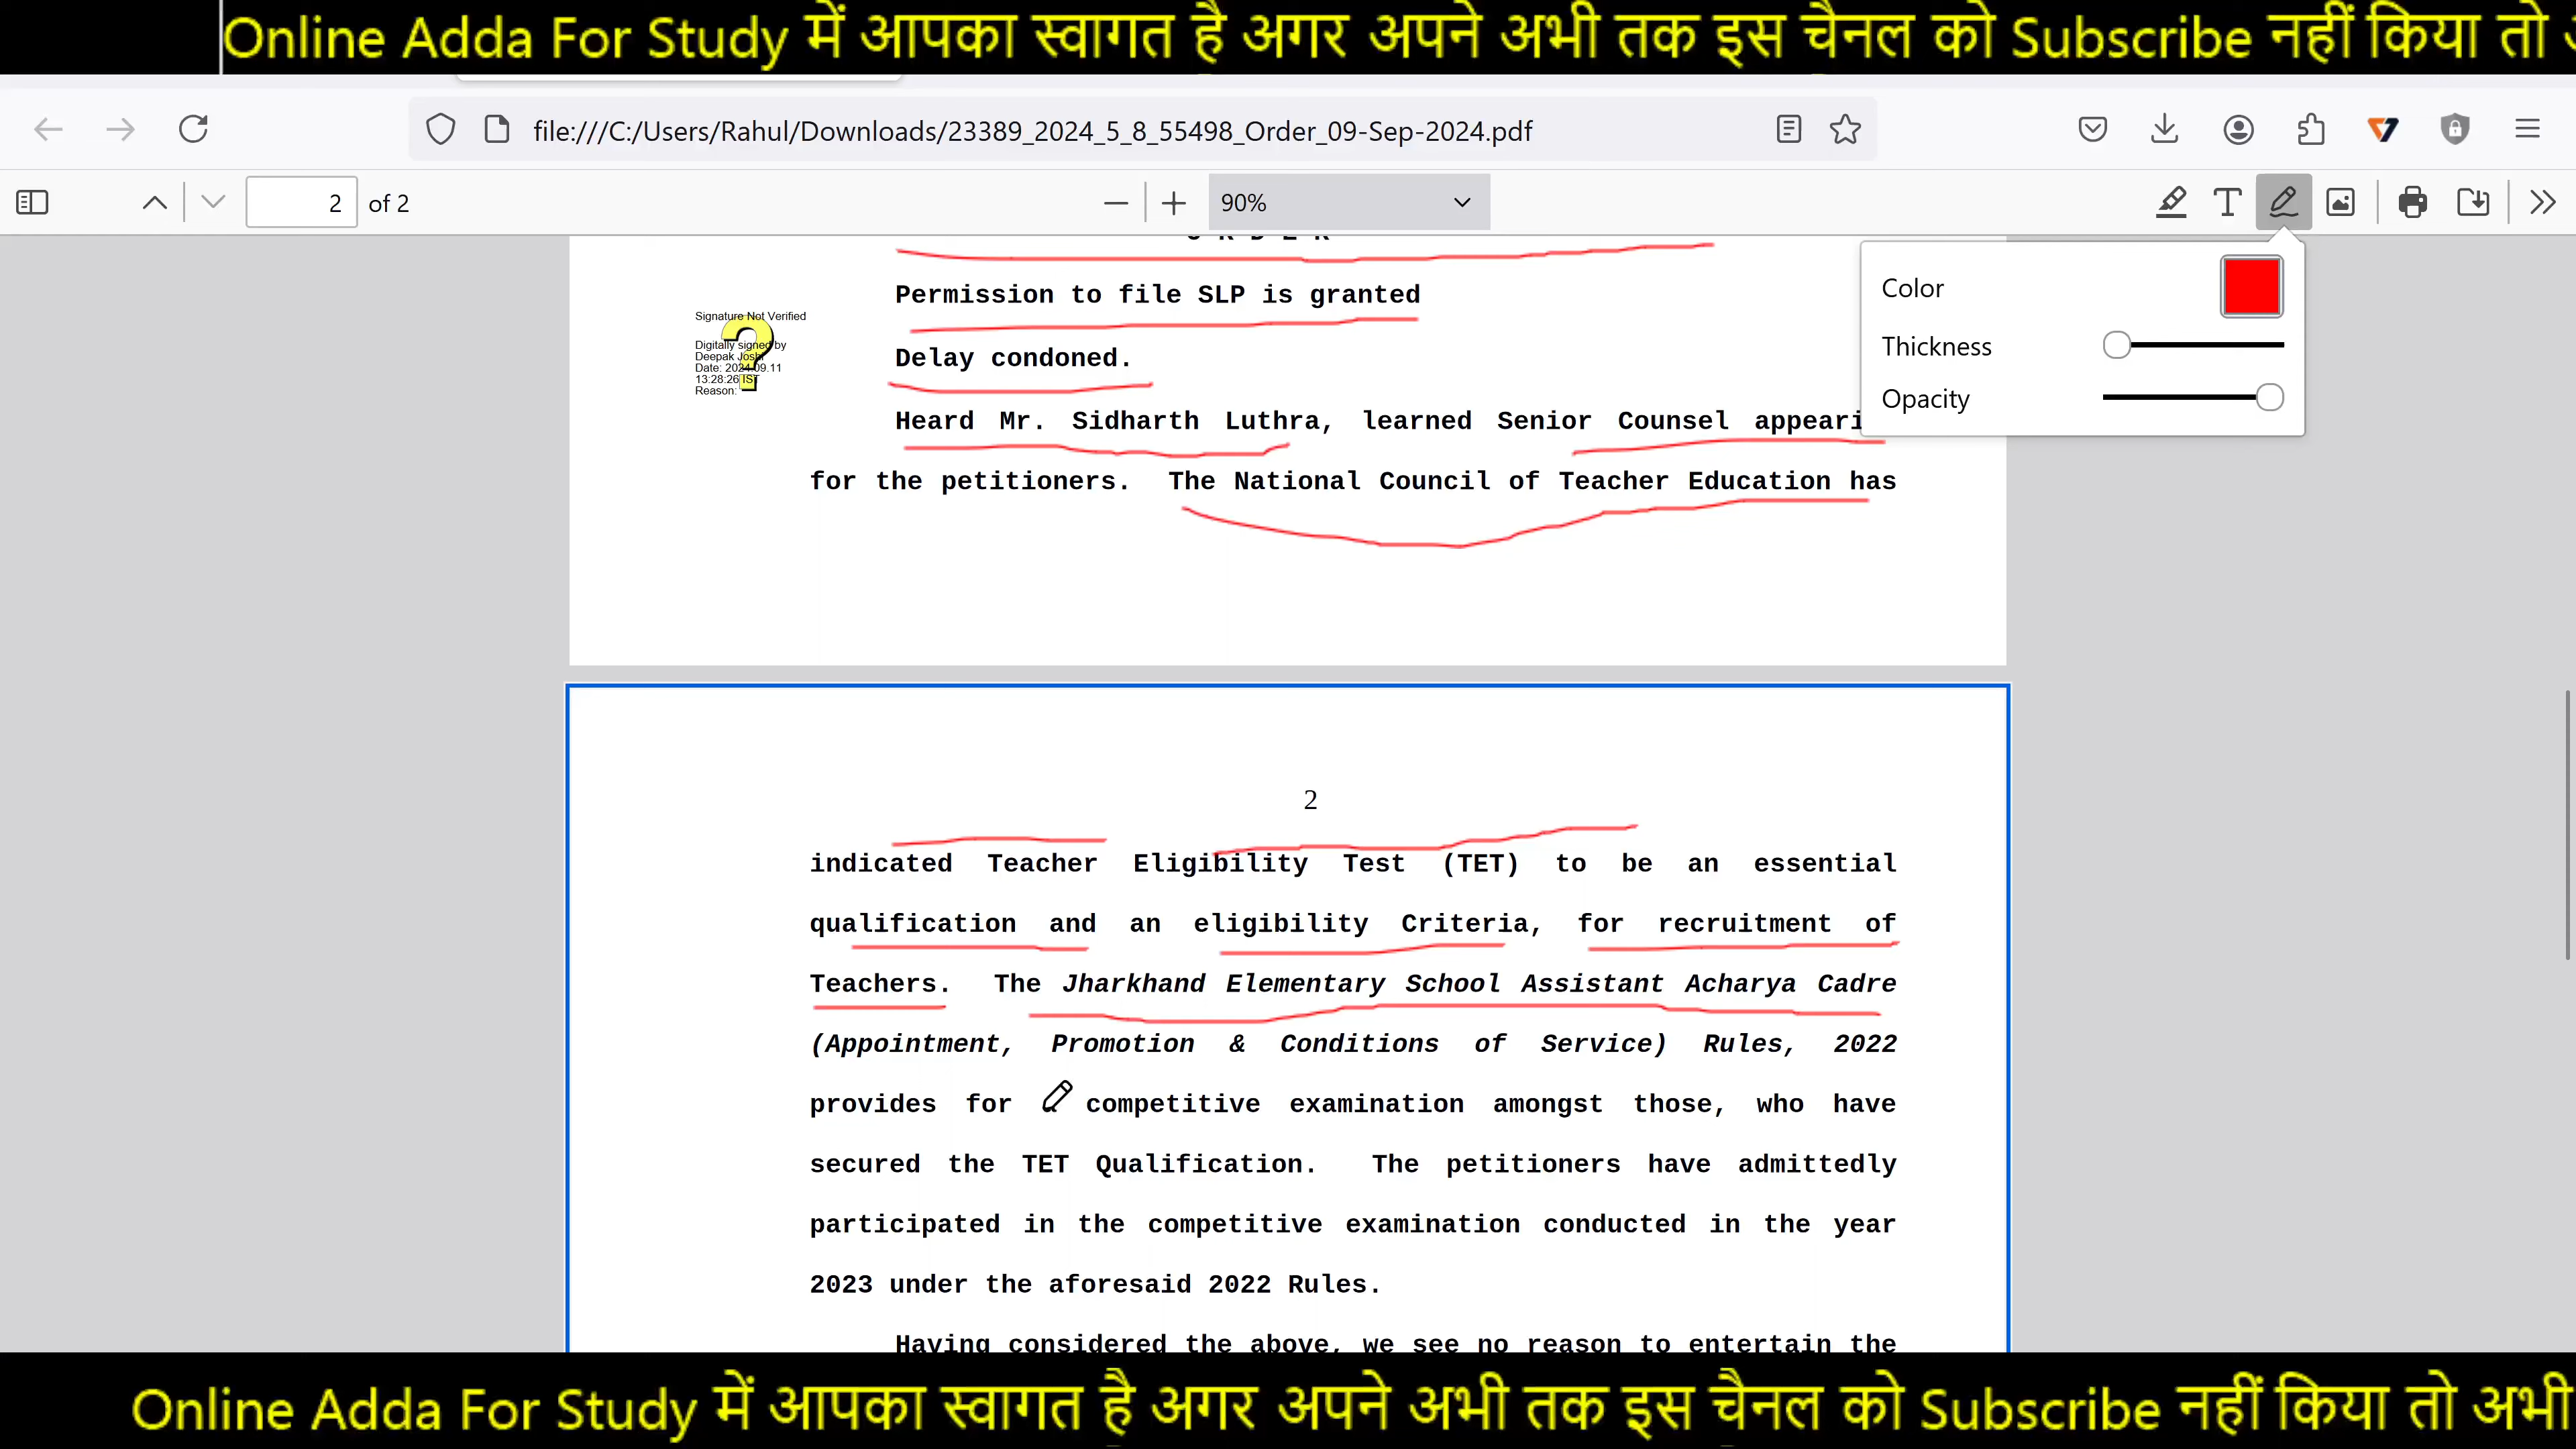 Online Adda For Study में आपका स्वागत है अगर अपने अभी तक इस चैनल को Subscribe नहीं किया तो
file:///C:/Users/Rahul/Downloads/23389_2024_5_8_55498_Order_09-Sep-2024.pdf
2 of 2
90%
O R D E R
Color
Thickness
Opacity
Permission to file SLP is granted
Signature Not Verified
Digitally signed by
Deepak Joshi
Date: 2024.09.11
13:28:26 IST
Reason:
Delay condoned.
Heard Mr. Sidharth Luthra, learned Senior Counsel appeari
for the petitioners. The National Council of Teacher Education has
2
indicated Teacher Eligibility Test (TET) to be an essential
qualification and an eligibility Criteria, for recruitment of
Teachers. The Jharkhand Elementary School Assistant Acharya Cadre
(Appointment, Promotion & Conditions of Service) Rules, 2022
provides for competitive examination amongst those, who have
secured the TET Qualification. The petitioners have admittedly
participated in the competitive examination conducted in the year
2023 under the aforesaid 2022 Rules.
Having considered the above, we see no reason to entertain the
Online Adda For Study में आपका स्वागत है अगर अपने अभी तक इस चैनल को Subscribe नहीं किया तो अभी